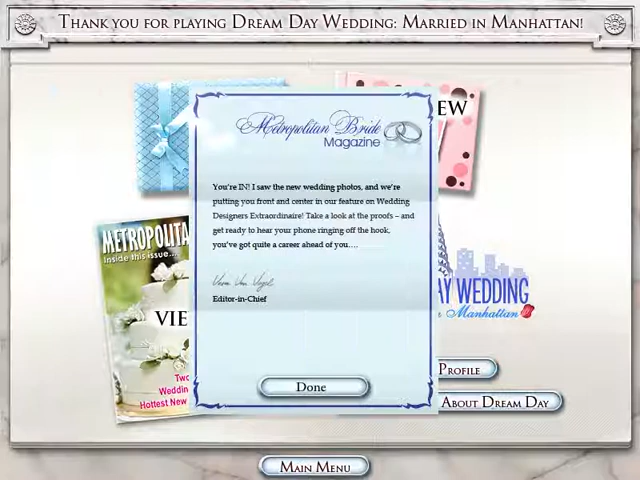 THANK YOU FOR PLAYING DREAM DAY WEDDING: MARRIED IN MANHATTAN!
EW
Metropolitan Bride
Magazine
You're IN! I saw the new wedding photos, and we're
putting you front and center in our feature on Wedding
Designers Extraordinaire! Take a look at the proofs – and
get ready to hear your phone ringing off the hook,
you've got quite a career ahead of you….
Editor-in-Chief
Done
METROPOLITA
Inside this issue...
VIE
Two
Weddin
Hottest New
AY WEDDING
Manhattan
PROFILE
ABOUT DREAM DAY
MAIN MENU